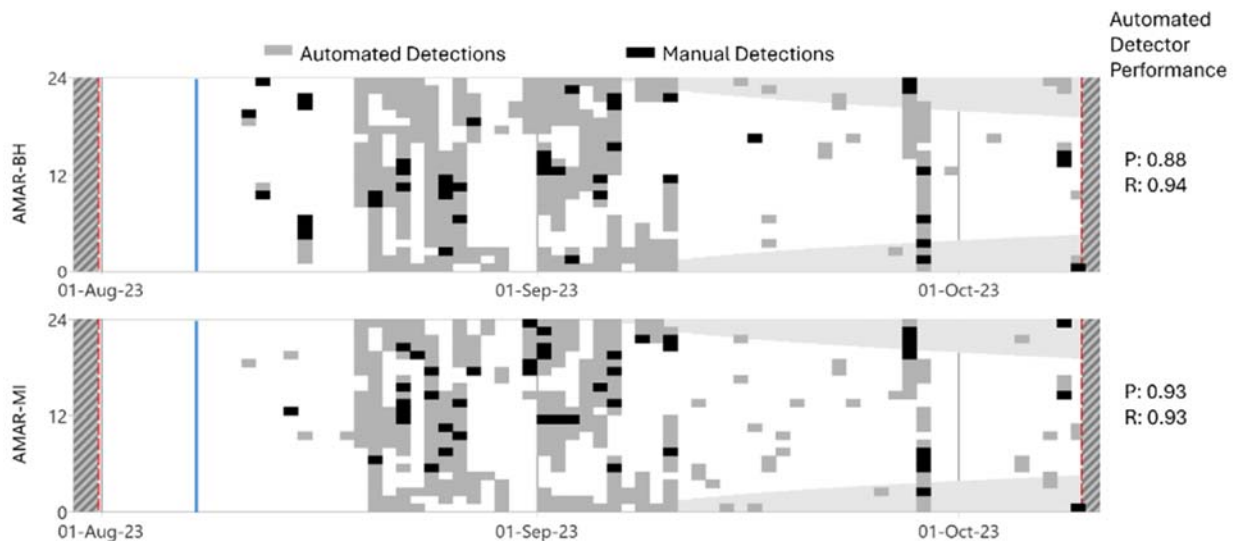 Automated
Detector
Performance
Automated Detections
Manual Detections
24
AMAR-BH
12
0
P: 0.88
R: 0.94
01-Aug-23
01-Sep-23
01-Oct-23
24
AMAR-MI
12
0
P: 0.93
R: 0.93
01-Aug-23
01-Sep-23
01-Oct-23